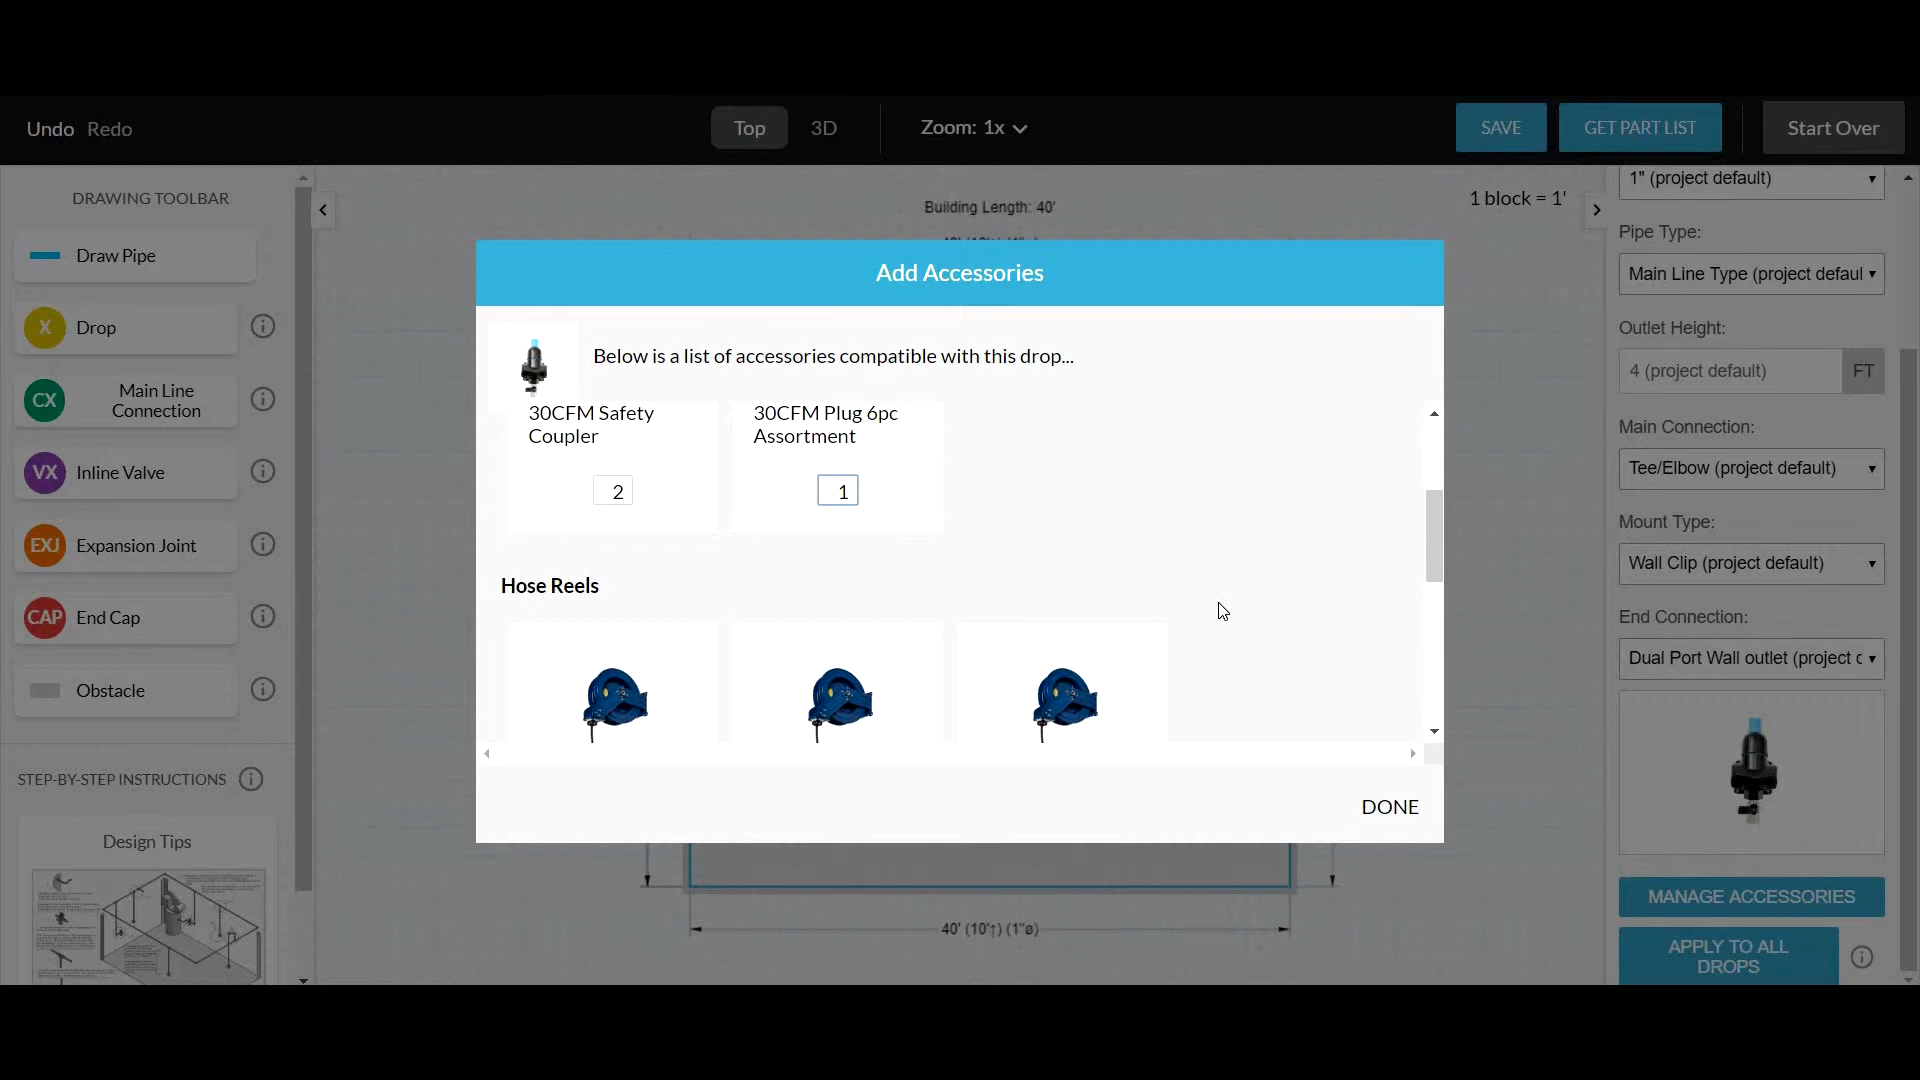 Undo Redo
Top 3D
Zoom: 1x
SAVE
GET PART LIST
Start Over
DRAWING TOOLBAR
Draw Pipe
X Drop
CX Main Line
Connection
VX Inline Valve
EXJ Expansion Joint
CAP End Cap
Obstacle
STEP-BY-STEP INSTRUCTIONS
Design Tips
Building Length: 40'
1 block = 1'
Add Accessories
Below is a list of accessories compatible with this drop...
30CFM Safety
Coupler
2
30CFM Plug 6pc
Assortment
1
Hose Reels
DONE
40' (10'↑) (1"ø)
1" (project default)
Pipe Type:
Main Line Type (project defaul
Outlet Height:
4 (project default) FT
Main Connection:
Tee/Elbow (project default)
Mount Type:
Wall Clip (project default)
End Connection:
Dual Port Wall outlet (project
MANAGE ACCESSORIES
APPLY TO ALL
DROPS